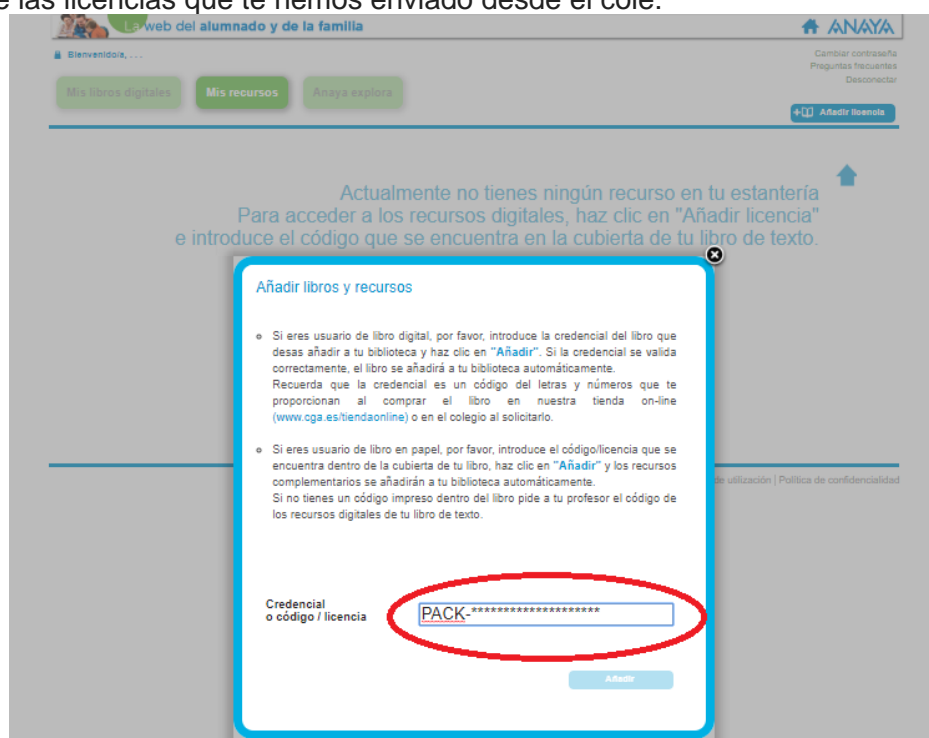 e las licencias que te hemos enviado desde el cole.
La web del alumnado y de la familia
ANAYA
Bienvenido/a, . . .
Cambiar contraseña
Preguntas frecuentes
Desconectar
Mis libros digitales
Mis recursos
Anaya explora
Añadir licencia
Actualmente no tienes ningún recurso en tu estantería
Para acceder a los recursos digitales, haz clic en "Añadir licencia"
e introduce el código que se encuentra en la cubierta de tu libro de texto.
Añadir libros y recursos
Si eres usuario de libro digital, por favor, introduce la credencial del libro que
desas añadir a tu biblioteca y haz clic en "Añadir". Si la credencial se valida
correctamente, el libro se añadirá a tu biblioteca automáticamente.
Recuerda que la credencial es un código del letras y números que te
proporcionan al comprar el libro en nuestra tienda on-line
(www.cga.es/tiendaonline) o en el colegio al solicitarlo.
Si eres usuario de libro en papel, por favor, introduce el código/licencia que se
encuentra dentro de la cubierta de tu libro, haz clic en "Añadir" y los recursos
complementarios se añadirán a tu biblioteca automáticamente.
Si no tienes un código impreso dentro del libro pide a tu profesor el código de
los recursos digitales de tu libro de texto.
de utilización | Política de confidencialidad
Credencial
o código / licencia
PACK-********************
Añadir